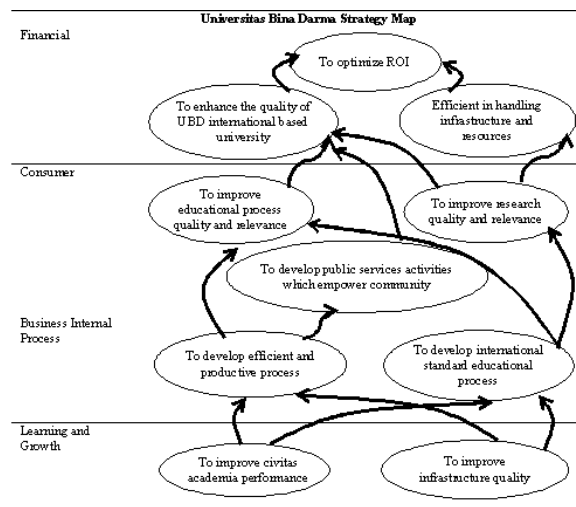 Universitas Bina Darma Strategy Map
Financial
To optimize ROI
To enhance the quality of
UBD international based
university
Efficient in handling
infrastructure and
resources
Consumer
To improve
educational process
quality and relevance
To improve research
quality and relevance
To develop public services activities
which empower community
Business Internal
Process
To develop efficient and
productive process
To develop international
standard educational
process
Learning and
Growth
To improve civitas
academia performance
To improve
infrastructure quality